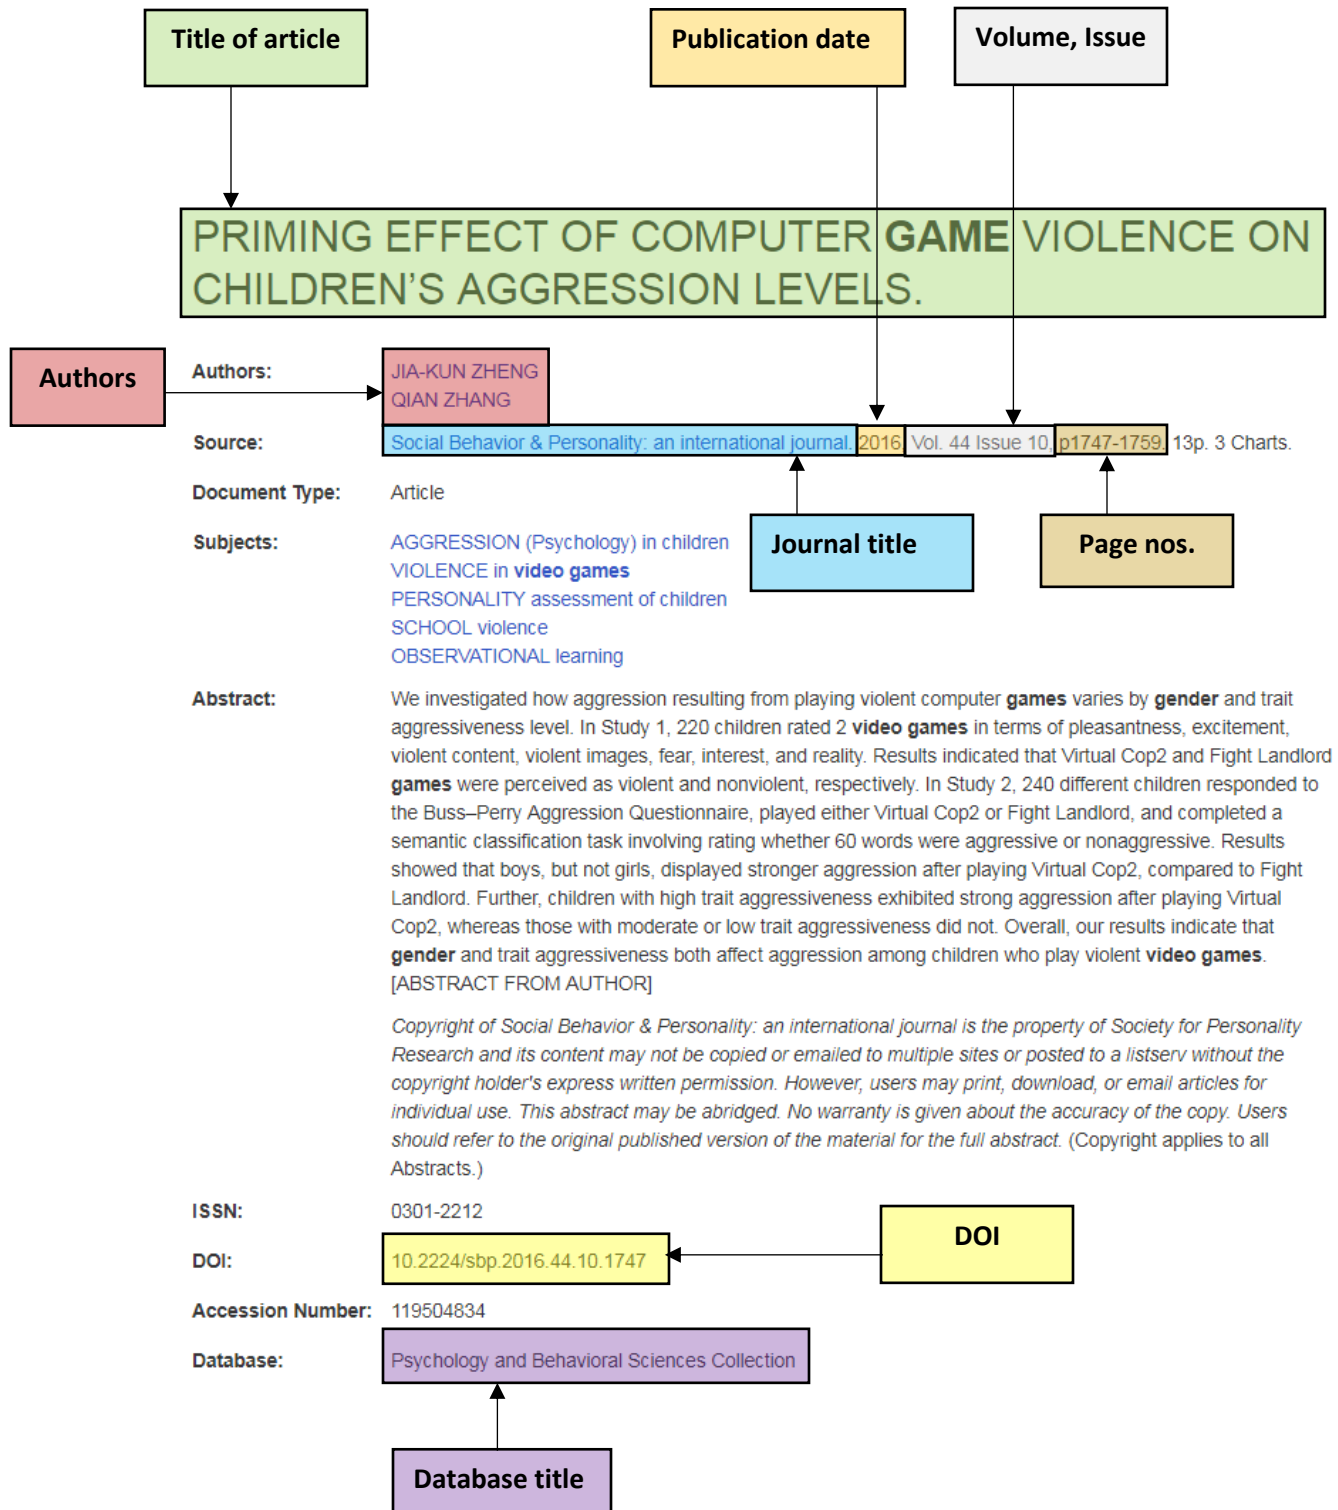 Title of article
Publication date
Volume, Issue
PRIMING EFFECT OF COMPUTER GAME VIOLENCE ON
CHILDREN'S AGGRESSION LEVELS.
Authors
Authors:
JIA-KUN ZHENG
QIAN ZHANG
Source:
Social Behavior & Personality: an international journal. 2016, Vol. 44 Issue 10, p1747-1759. 13p. 3 Charts.
Document Type:
Article
Journal title
Page nos.
Subjects:
AGGRESSION (Psychology) in children
VIOLENCE in video games
PERSONALITY assessment of children
SCHOOL violence
OBSERVATIONAL learning
Abstract:
We investigated how aggression resulting from playing violent computer games varies by gender and trait
aggressiveness level. In Study 1, 220 children rated 2 video games in terms of pleasantness, excitement,
violent content, violent images, fear, interest, and reality. Results indicated that Virtual Cop2 and Fight Landlord
games were perceived as violent and nonviolent, respectively. In Study 2, 240 different children responded to
the Buss–Perry Aggression Questionnaire, played either Virtual Cop2 or Fight Landlord, and completed a
semantic classification task involving rating whether 60 words were aggressive or nonaggressive. Results
showed that boys, but not girls, displayed stronger aggression after playing Virtual Cop2, compared to Fight
Landlord. Further, children with high trait aggressiveness exhibited strong aggression after playing Virtual
Cop2, whereas those with moderate or low trait aggressiveness did not. Overall, our results indicate that
gender and trait aggressiveness both affect aggression among children who play violent video games.
[ABSTRACT FROM AUTHOR]
Copyright of Social Behavior & Personality: an international journal is the property of Society for Personality
Research and its content may not be copied or emailed to multiple sites or posted to a listserv without the
copyright holder's express written permission. However, users may print, download, or email articles for
individual use. This abstract may be abridged. No warranty is given about the accuracy of the copy. Users
should refer to the original published version of the material for the full abstract. (Copyright applies to all
Abstracts.)
ISSN:
0301-2212
DOI:
10.2224/sbp.2016.44.10.1747
DOI
Accession Number:
119504834
Database:
Psychology and Behavioral Sciences Collection
Database title